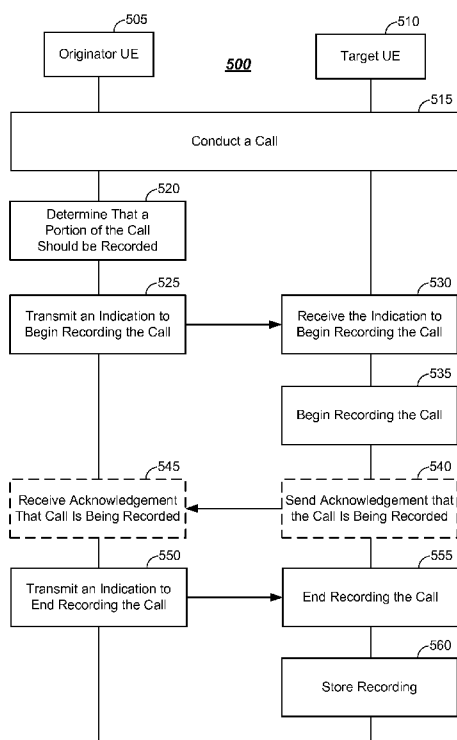 505
510
Originator UE
500
Target UE
515
Conduct a Call
520
Determine That a
Portion of the Call
Should be Recorded
525
530
Transmit an Indication to
Begin Recording the Call
Receive the Indication to
Begin Recording the Call
535
Begin Recording the Call
545
540
Receive Acknowledgement
That Call Is Being Recorded
Send Acknowledgement that
the Call Is Being Recorded
550
555
Transmit an Indication to
End Recording the Call
End Recording the Call
560
Store Recording